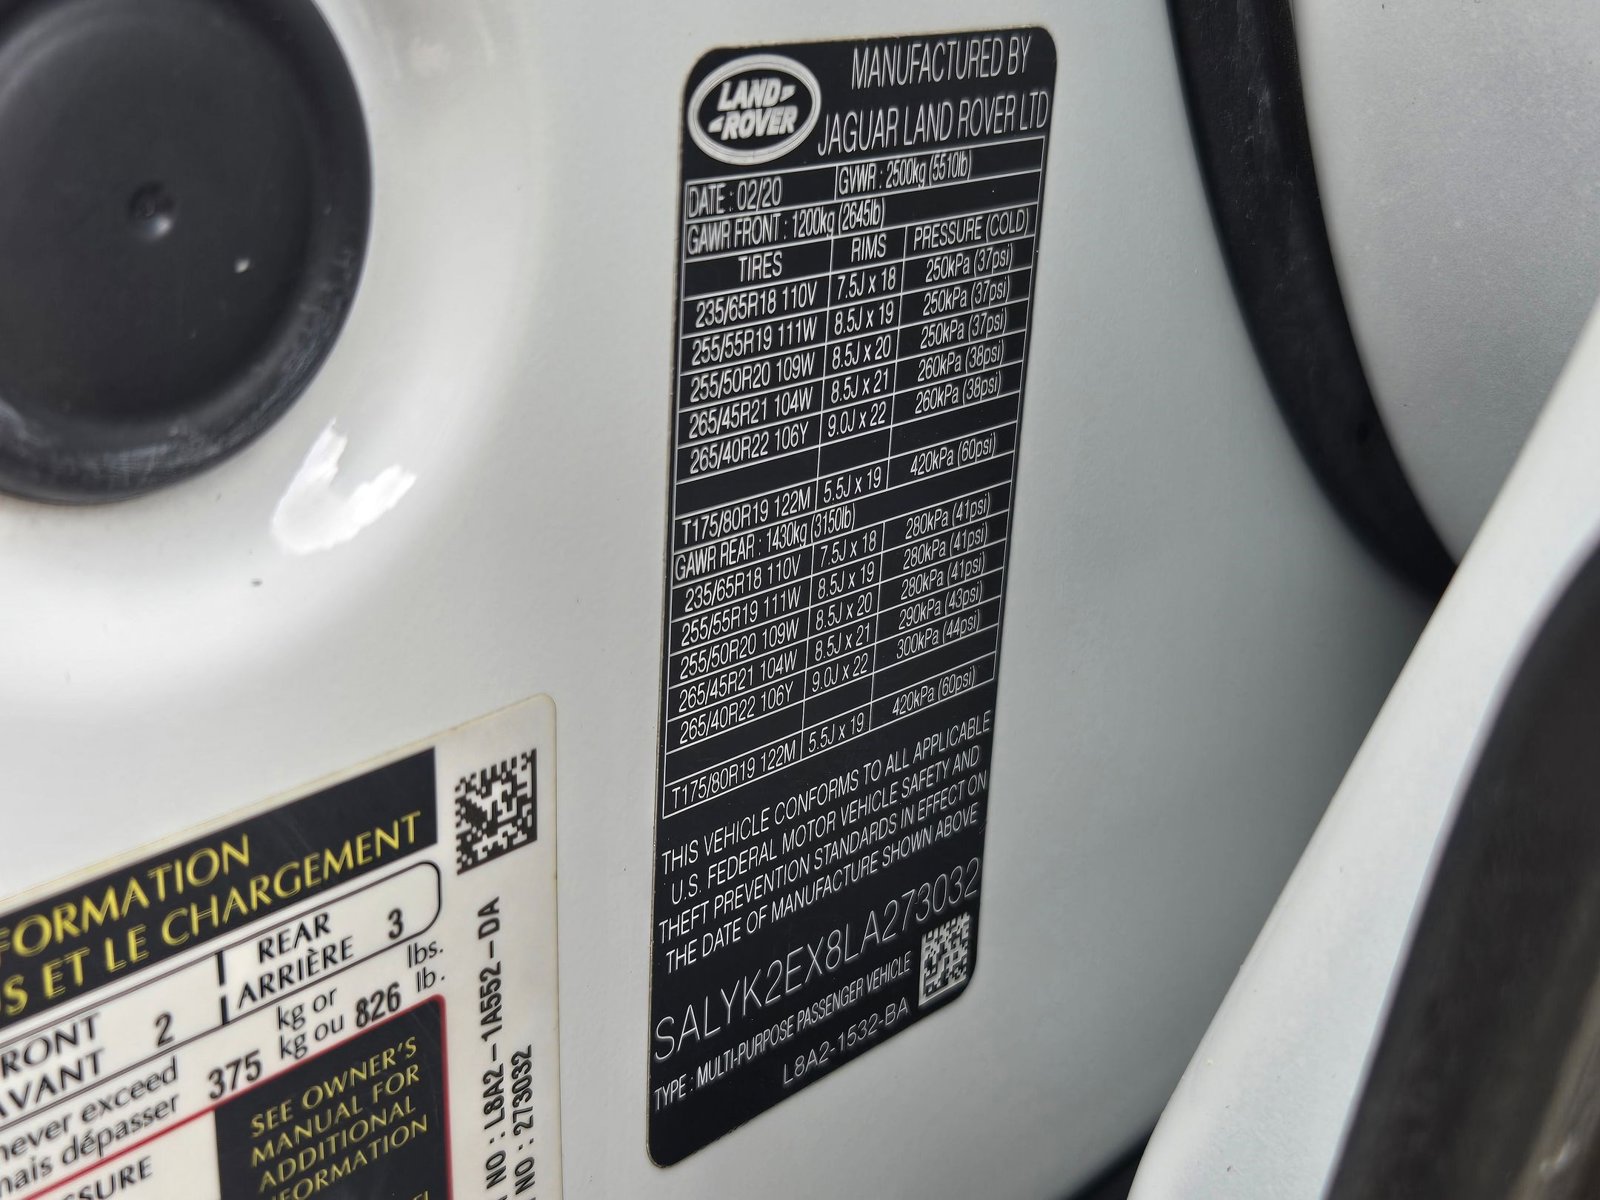 LAND
ROVER
MANUFACTURED BY
JAGUAR LAND ROVER LTD
DATE : 02/20 GVWR : 2500kg (5510lb)
GAWR FRONT : 1200kg (2645lb)
TIRES RIMS PRESSURE (COLD)
235/65R18 110V 7.5J x 18 250kPa (37psi)
255/55R19 111W 8.5J x 19 250kPa (37psi)
255/50R20 109W 8.5J x 20 250kPa (37psi)
265/45R21 104W 8.5J x 21 260kPa (38psi)
265/40R22 106Y 9.0J x 22 260kPa (38psi)
T175/80R19 122M 5.5J x 19 420kPa (60psi)
GAWR REAR : 1430kg (3150lb)
235/65R18 110V 7.5J x 18 280kPa (41psi)
255/55R19 111W 8.5J x 19 280kPa (41psi)
255/50R20 109W 8.5J x 20 280kPa (41psi)
265/45R21 104W 8.5J x 21 290kPa (43psi)
265/40R22 106Y 9.0J x 22 300kPa (44psi)
T175/80R19 122M 5.5J x 19 420kPa (60psi)
THIS VEHICLE CONFORMS TO ALL APPLICABLE
U.S. FEDERAL MOTOR VEHICLE SAFETY AND
THEFT PREVENTION STANDARDS IN EFFECT ON
THE DATE OF MANUFACTURE SHOWN ABOVE
SALYK2EX8LA273032
TYPE : MULTI-PURPOSE PASSENGER VEHICLE
L8A2-1532-BA
FORMATION
S ET LE CHARGEMENT
FRONT 2 REAR 3
AVANT ARRIÈRE
never exceed 375 kg or 826 lbs.
mais dépasser kg ou lb.
SSURE
SEE OWNER'S
MANUAL FOR
ADDITIONAL
INFORMATION
NO : L8A2-1A552-DA
NO : 273032